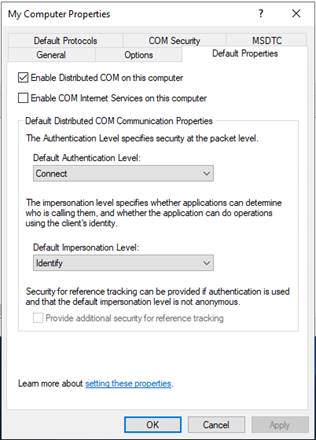 My Computer Properties
Default Protocols COM Security MSDTC
General Options Default Properties
Enable Distributed COM on this computer
Enable COM Internet Services on this computer
Default Distributed COM Communication Properties
The Authentication Level specifies security at the packet level.
Default Authentication Level:
Connect
The impersonation level specifies whether applications can determine
who is calling them, and whether the application can do operations
using the client's identity.
Default Impersonation Level:
Identify
Security for reference tracking can be provided if authentication is used
and that the default impersonation level is not anonymous.
Provide additional security for reference tracking
Learn more about setting these properties.
OK Cancel Apply